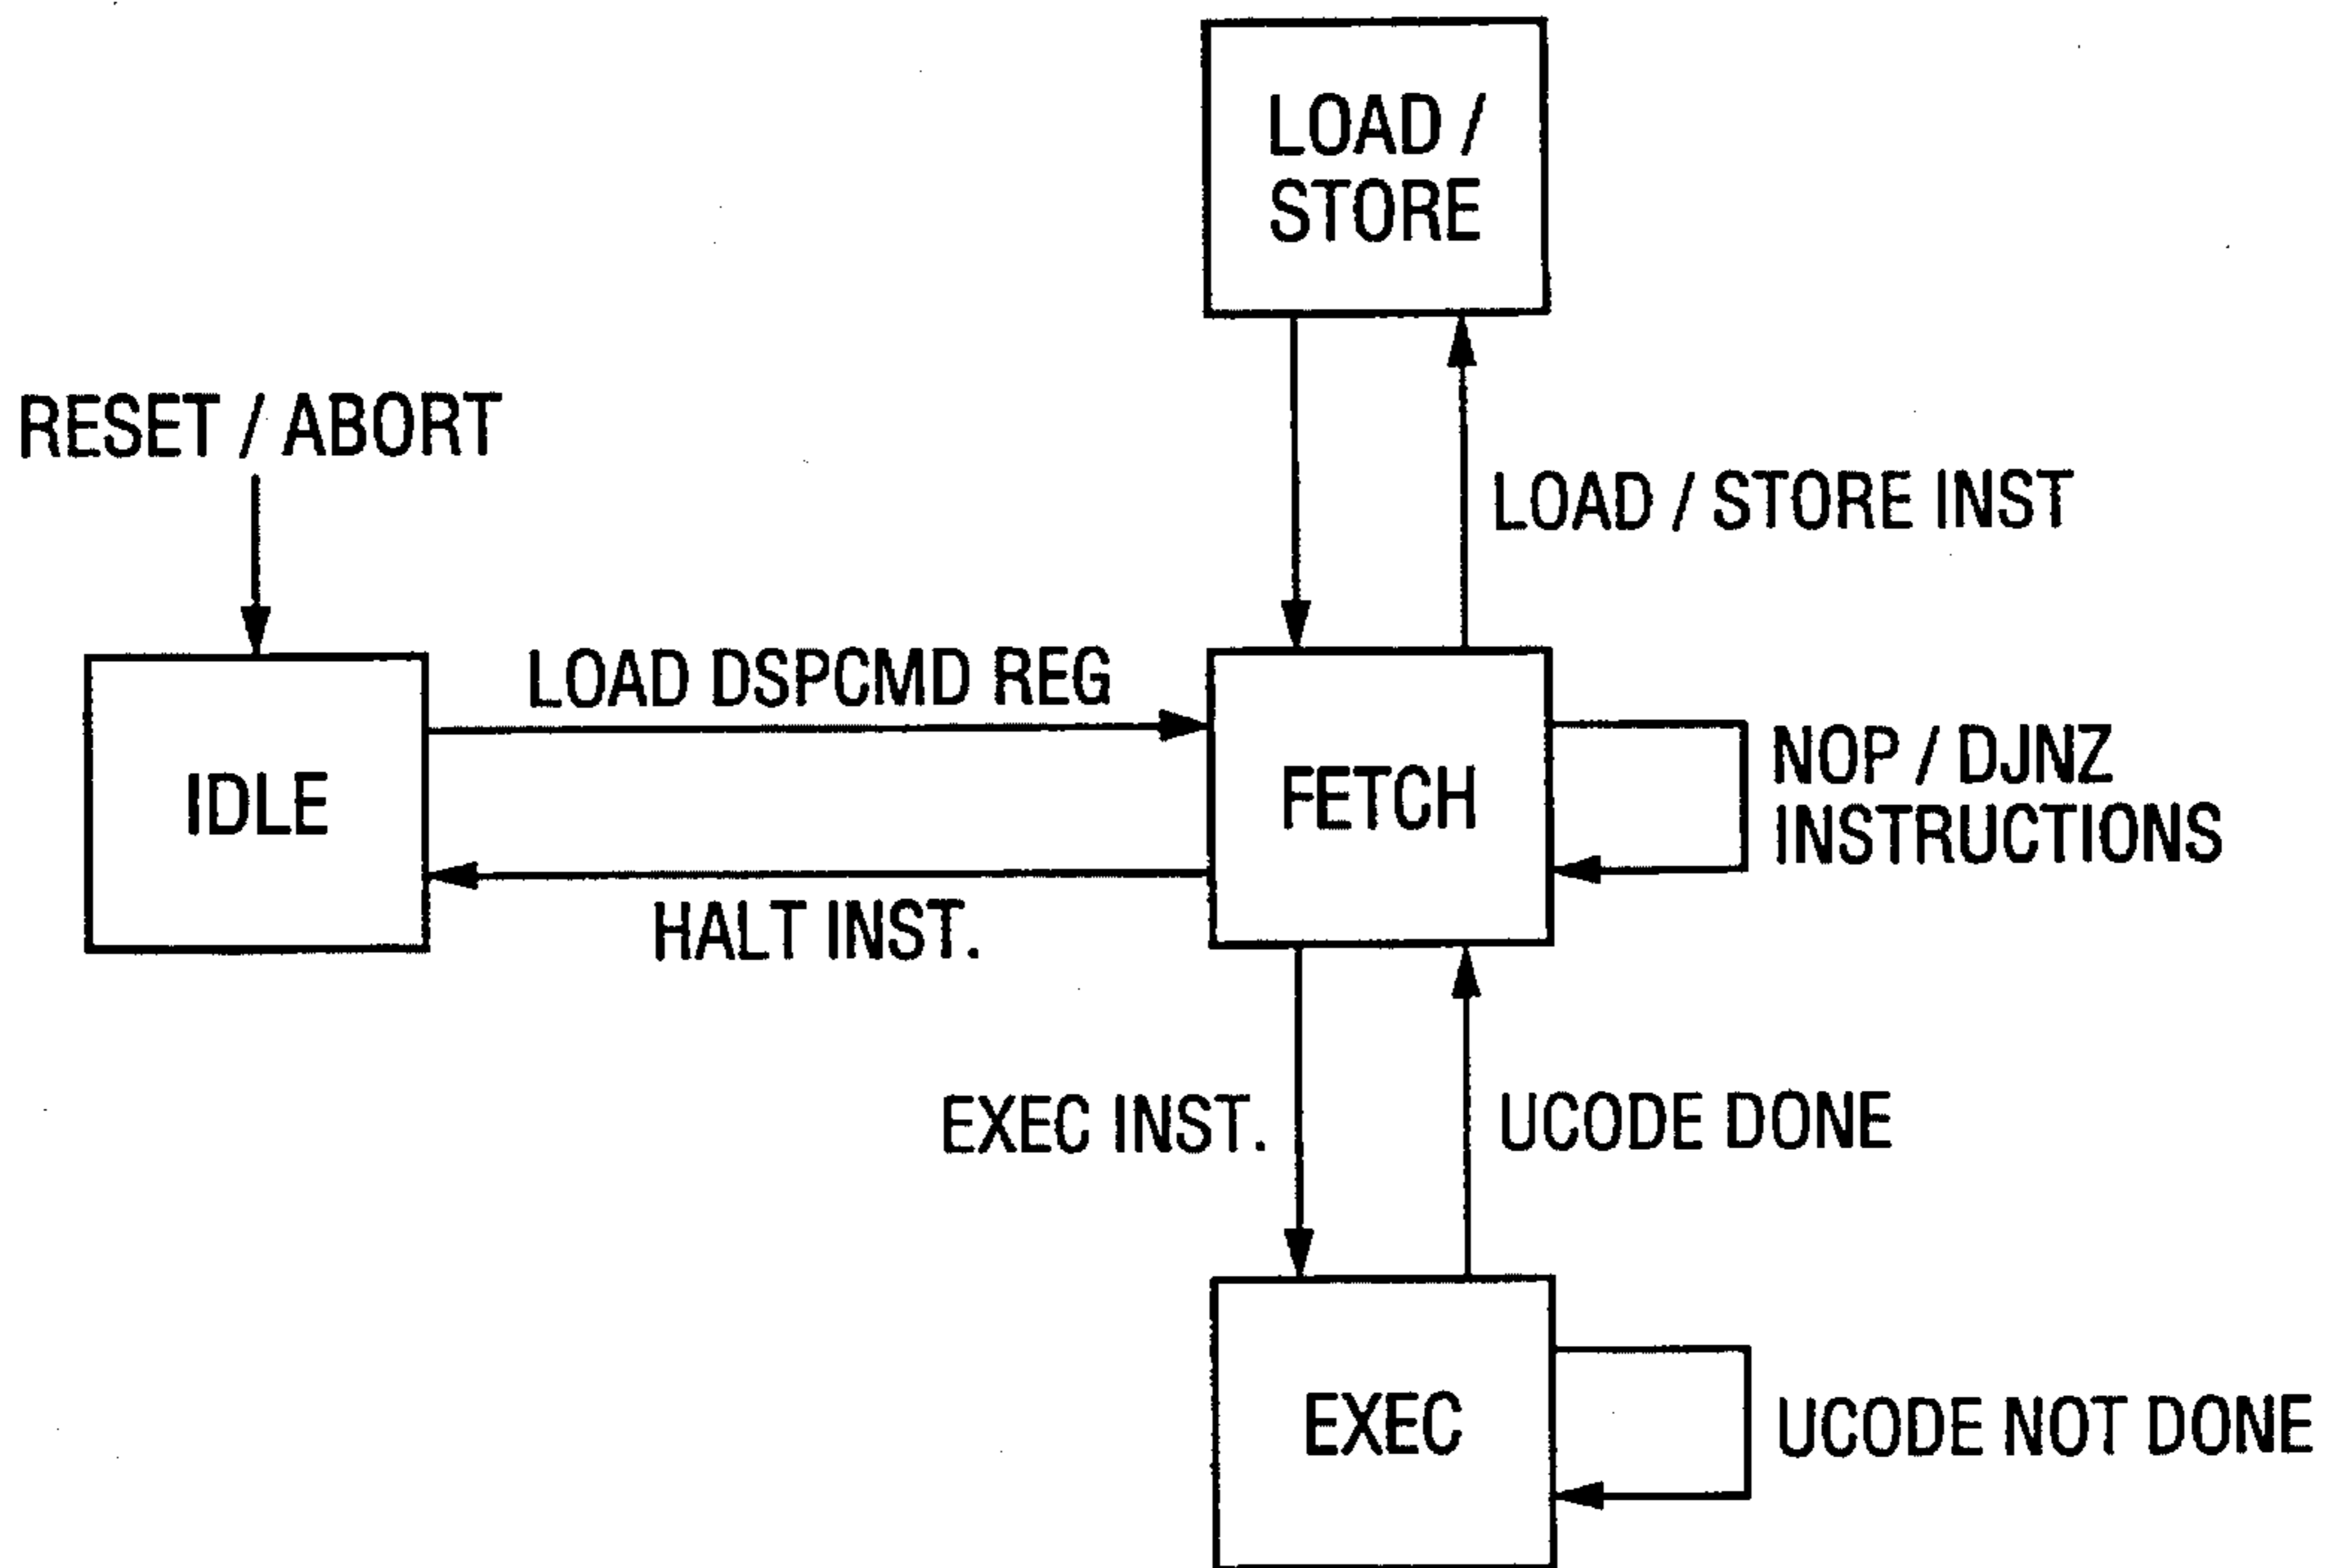 LOAD /
STORE
RESET / ABORT
LOAD / STORE INST
LOAD DSPCMD REG
IDLE
FETCH
NOP / DJNZ
INSTRUCTIONS
HALT INST.
EXEC INST.
UCODE DONE
EXEC
UCODE NOT DONE